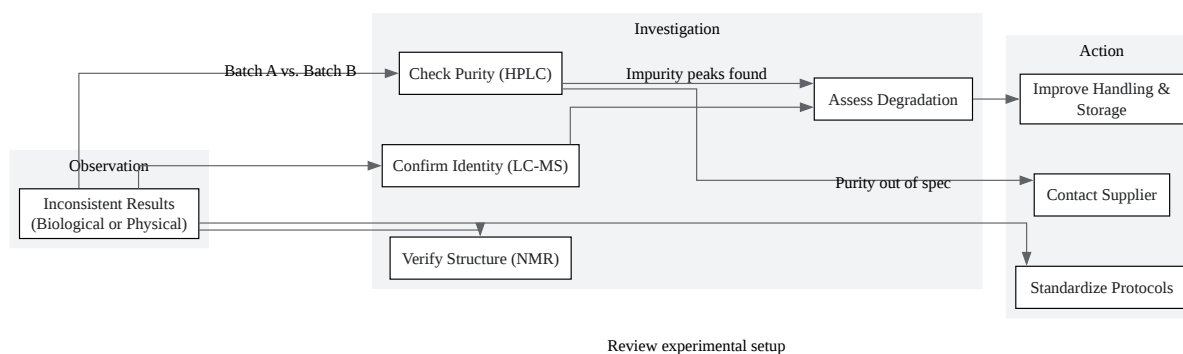 Investigation
Action
Batch A vs. Batch B
Check Purity (HPLC)
Impurity peaks found
Assess Degradation
Improve Handling &
Storage
Observation
Confirm Identity (LC-MS)
Purity out of spec
Contact Supplier
Inconsistent Results
(Biological or Physical)
Verify Structure (NMR)
Standardize Protocols
Review experimental setup